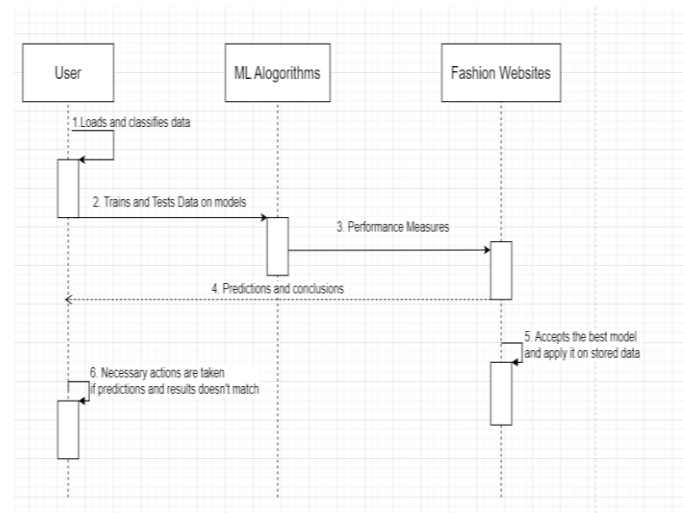 User
ML Alogorithms
Fashion Websites
1.Loads and classifies data
2. Trains and Tests Data on models
3. Performance Measures
4. Predictions and conclusions
5. Accepts the best model
and apply it on stored data
6. Necessary actions are taken
if predictions and results doesn't match